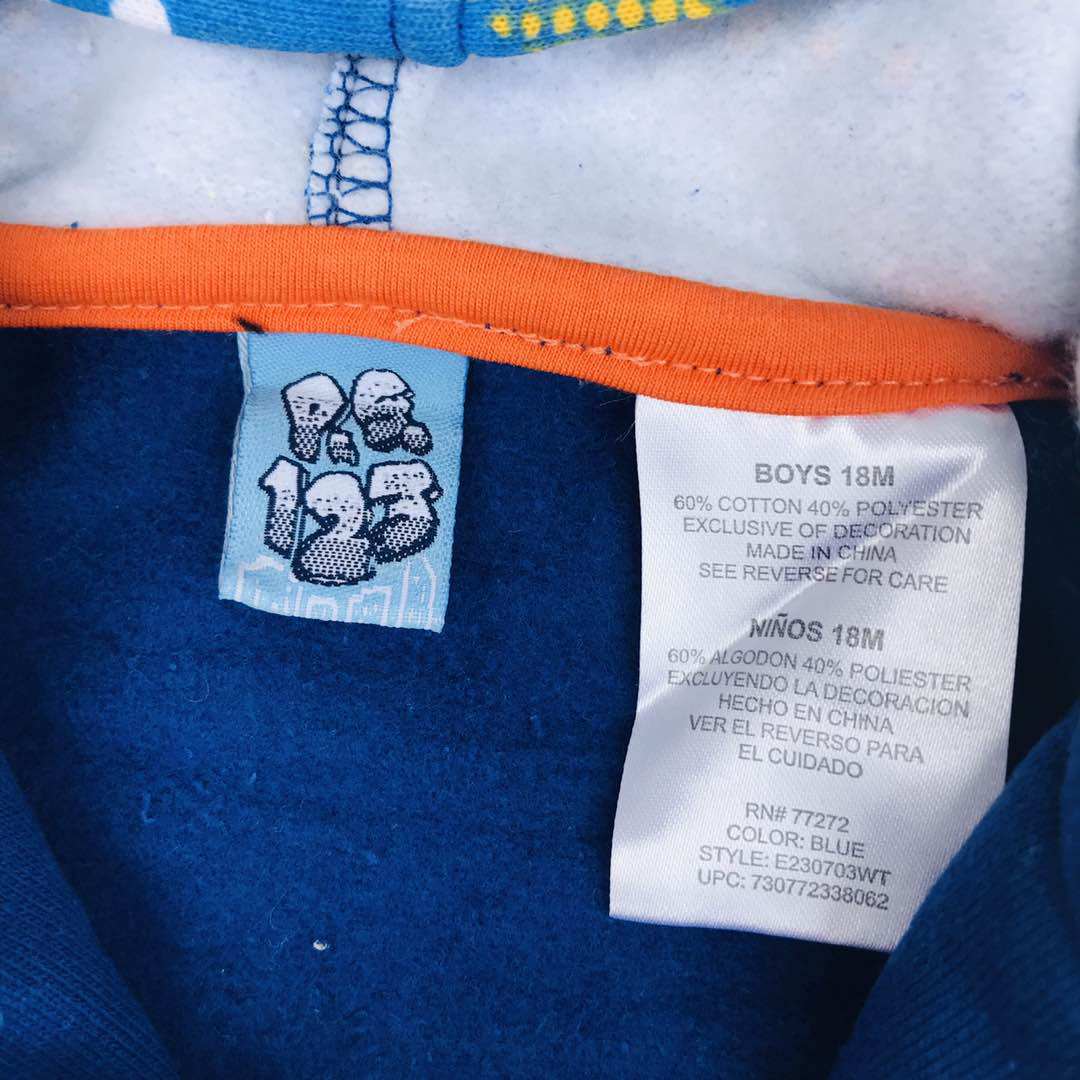 P.S.
123
BOYS 18M
60% COTTON 40% POLYESTER
EXCLUSIVE OF DECORATION
MADE IN CHINA
SEE REVERSE FOR CARE
NIÑOS 18M
60% ALGODON 40% POLIESTER
EXCLUYENDO LA DECORACION
HECHO EN CHINA
VER EL REVERSO PARA
EL CUIDADO
RN# 77272
COLOR: BLUE
STYLE: E230703WT
UPC: 730772338062